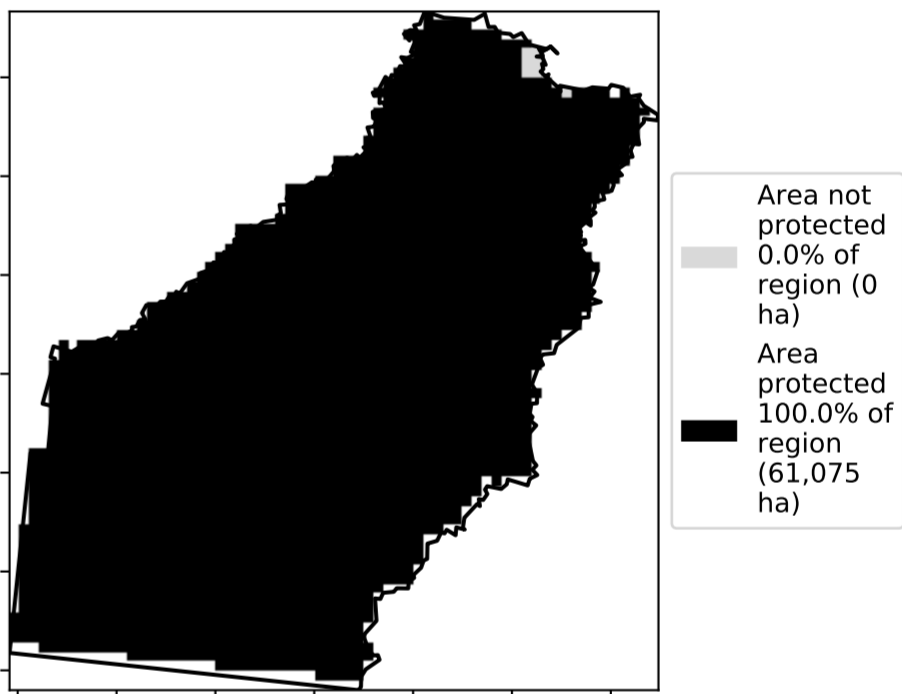 Area not
protected
0.0% of
region (0
ha)
Area
protected
100.0% of
region
(61,075
ha)